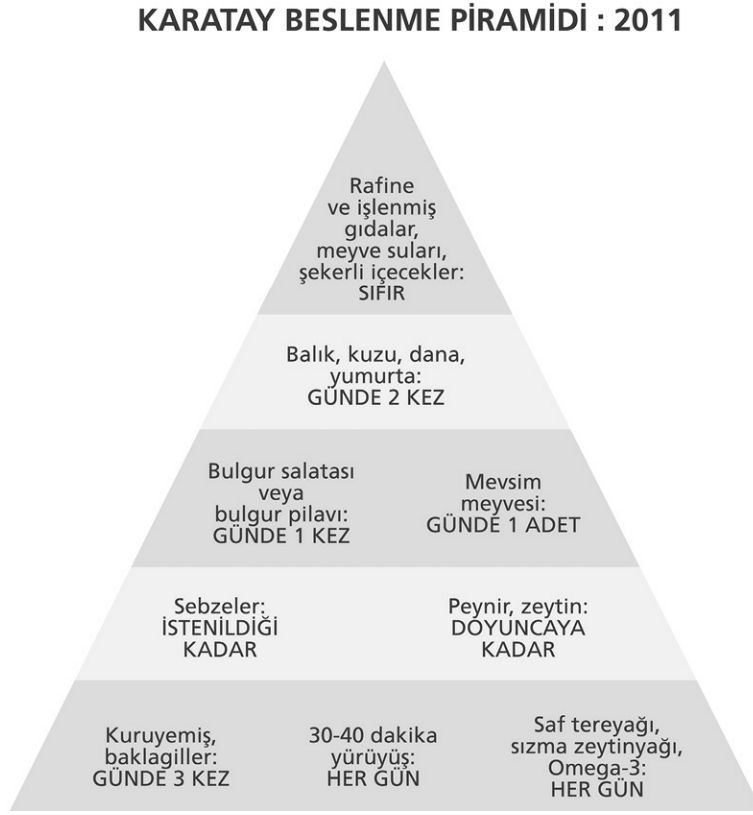 KARATAY BESLENME PİRAMİDİ : 2011
Rafine
ve işlenmiş
gıdalar,
meyve suları,
şekerli içecekler:
SIFIR
Balık, kuzu, dana,
yumurta:
GÜNDE 2 KEZ
Bulgur salatası
veya
bulgur pilavı:
GÜNDE 1 KEZ
Mevsim
meyvesi:
GÜNDE 1 ADET
Sebzeler:
İSTENİLDİĞİ
KADAR
Peynir, zeytin:
DOYUNCAYA
KADAR
Kuruyemiş,
baklagiller:
GÜNDE 3 KEZ
30-40 dakika
yürüyüş:
HER GÜN
Saf tereyağı,
sızma zeytinyağı,
Omega-3:
HER GÜN